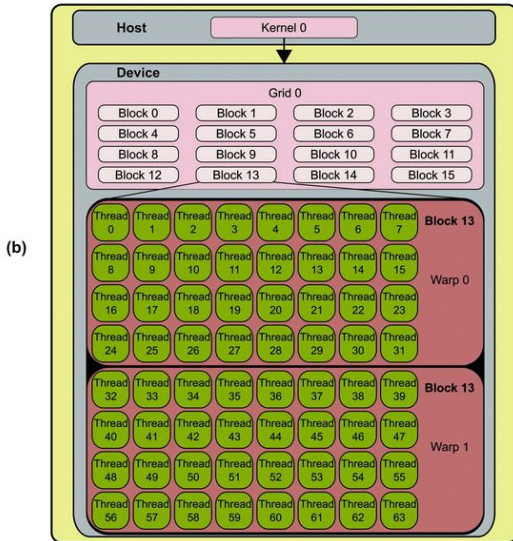 (b)
Host
Kernel 0
Device
Grid 0
Block 0 Block 1 Block 2 Block 3
Block 4 Block 5 Block 6 Block 7
Block 8 Block 9 Block 10 Block 11
Block 12 Block 13 Block 14 Block 15
Block 13
Warp 0
Thread Thread Thread Thread Thread Thread Thread Thread
0 1 2 3 4 5 6 7
Thread Thread Thread Thread Thread Thread Thread Thread
8 9 10 11 12 13 14 15
Thread Thread Thread Thread Thread Thread Thread Thread
16 17 18 19 20 21 22 23
Thread Thread Thread Thread Thread Thread Thread Thread
24 25 26 27 28 29 30 31
Block 13
Warp 1
Thread Thread Thread Thread Thread Thread Thread Thread
32 33 34 35 36 37 38 39
Thread Thread Thread Thread Thread Thread Thread Thread
40 41 42 43 44 45 46 47
Thread Thread Thread Thread Thread Thread Thread Thread
48 49 50 51 52 53 54 55
Thread Thread Thread Thread Thread Thread Thread Thread
56 57 58 59 60 61 62 63